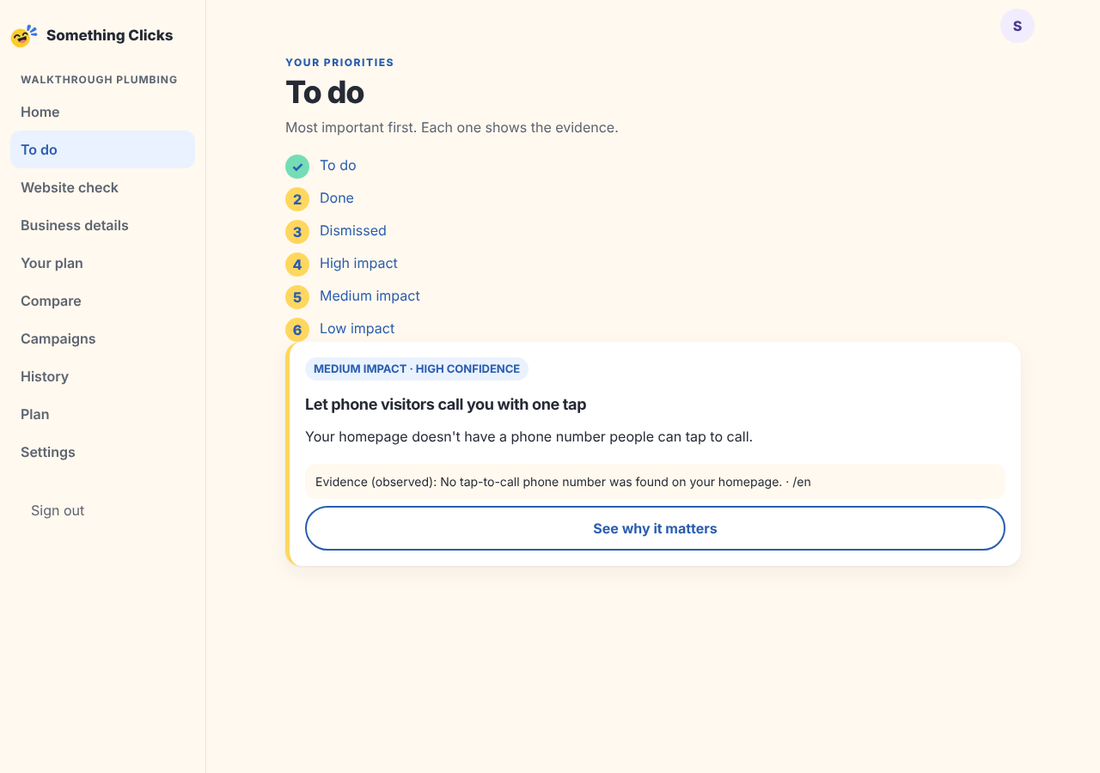 Something Clicks
WALKTHROUGH PLUMBING
Home
To do
Website check
Business details
Your plan
Compare
Campaigns
History
Plan
Settings
Sign out
S
YOUR PRIORITIES
To do
Most important first. Each one shows the evidence.
To do
2 Done
3 Dismissed
4 High impact
5 Medium impact
6 Low impact
MEDIUM IMPACT · HIGH CONFIDENCE
Let phone visitors call you with one tap
Your homepage doesn't have a phone number people can tap to call.
Evidence (observed): No tap-to-call phone number was found on your homepage. · /en
See why it matters